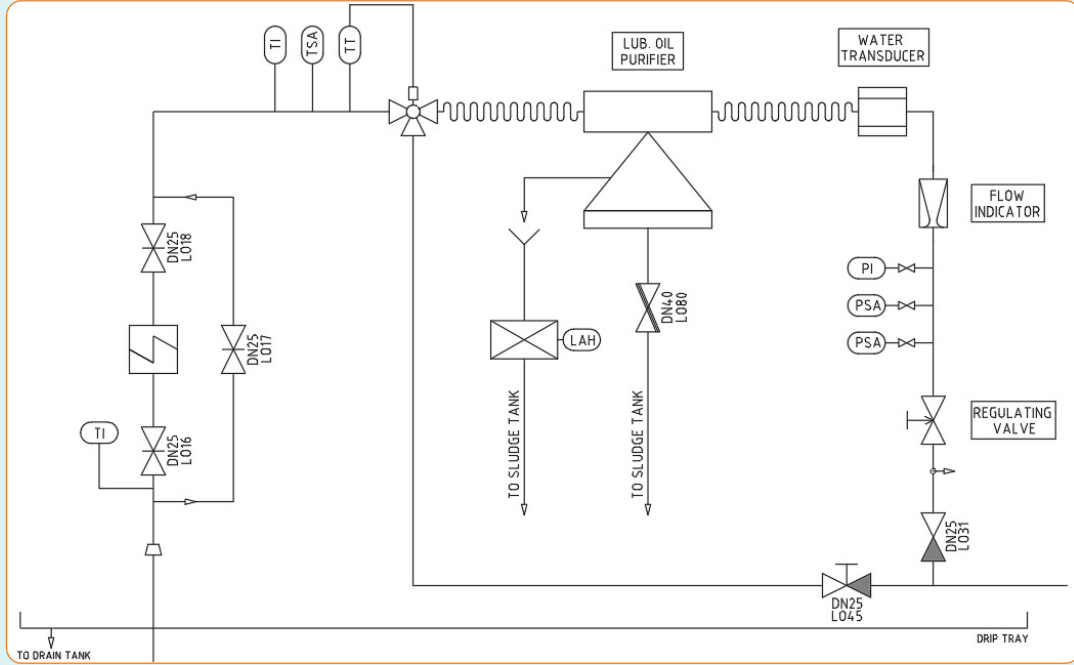 TI
TSA
TT
LUB. OIL
PURIFIER
WATER
TRANSDUCER
FLOW
INDICATOR
DN25
LO18
DN25
LO17
TI
DN25
LO16
LAH
DN40
LO80
TO SLUDGE TANK
TO SLUDGE TANK
PI
PSA
PSA
REGULATING
VALVE
DN25
LO31
DN25
LO45
TO DRAIN TANK
DRIP TRAY